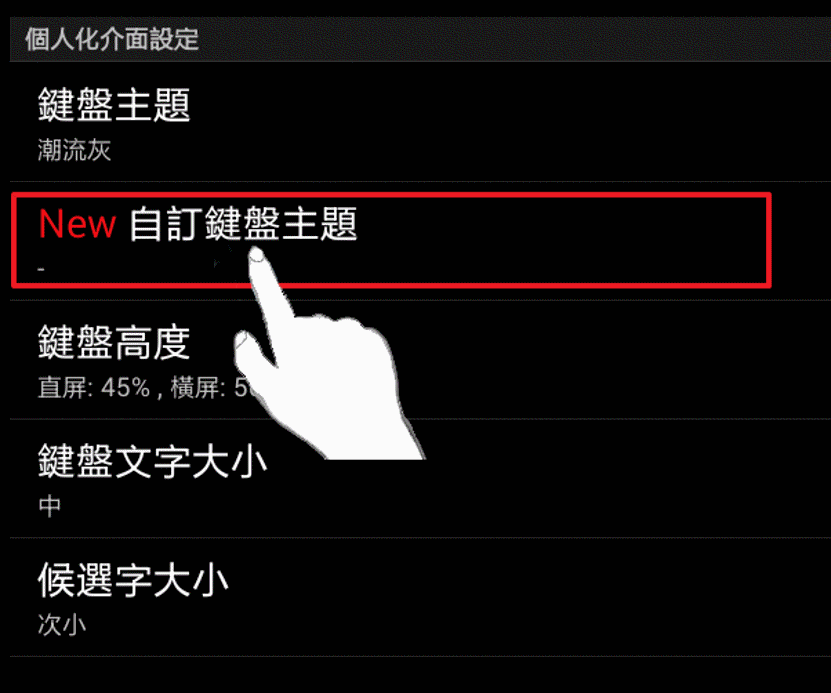 個人化介面設定
鍵盤主題
潮流灰
New 自訂鍵盤主題
-
鍵盤高度
直屏: 45% , 橫屏: 5
鍵盤文字大小
中
候選字大小
次小